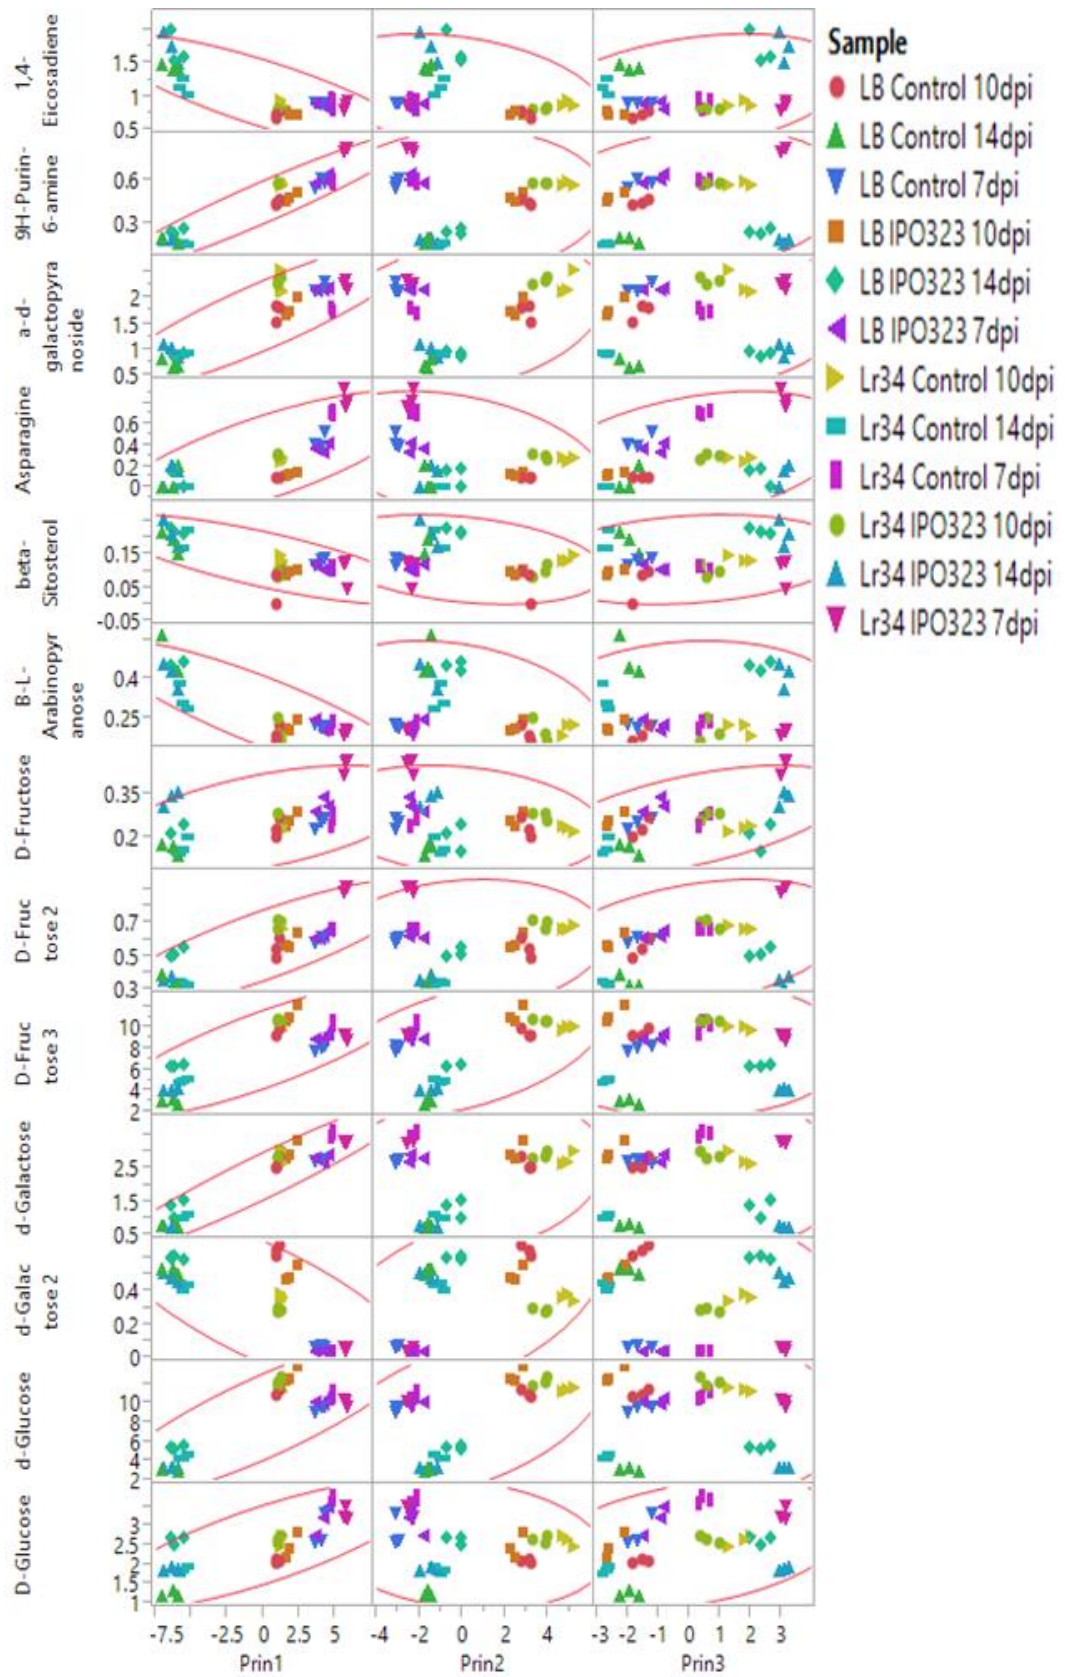 Sample
LB Control 10dpi
LB Control 14dpi
LB Control 7dpi
LB IPO323 10dpi
LB IPO323 14dpi
LB IPO323 7dpi
Lr34 Control 10dpi
Lr34 Control 14dpi
Lr34 Control 7dpi
Lr34 IPO323 10dpi
Lr34 IPO323 14dpi
Lr34 IPO323 7dpi
1,4-
Eicosadiene
1.5
1
0.5
9H-Purin-
6-amine
0.6
0.3
a-d-
galactopyra
noside
2
1.5
1
0.5
Asparagine
0.6
0.4
0.2
0
beta-
Sitosterol
0.15
0.05
-0.05
B-L-
Arabinopyr
anose
0.4
0.25
D-Fructose
0.35
0.2
D-Fruc
tose 2
0.7
0.5
0.3
D-Fruc
tose 3
10
8
6
4
2
d-Galactose
2.5
1.5
0.5
d-Galac
tose 2
0.4
0.2
0
d-Glucose
10
8
6
4
2
D-Glucose
2
3
2.5
2
1.5
1
-7.5 -2.5 0 2.5 5
-4 -2 0 2 4
-3 -2 -1 0 1 2 3
Prin1 Prin2 Prin3